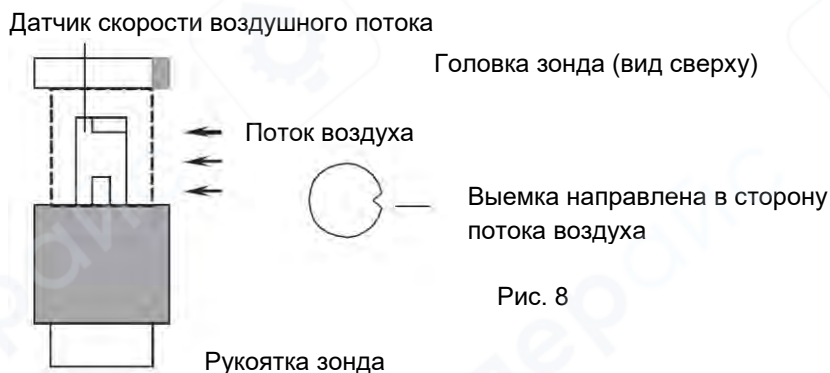 Датчик скорости воздушного потока
Головка зонда (вид сверху)
Поток воздуха
Выемка направлена в сторону
потока воздуха
Рис. 8
Рукоятка зонда